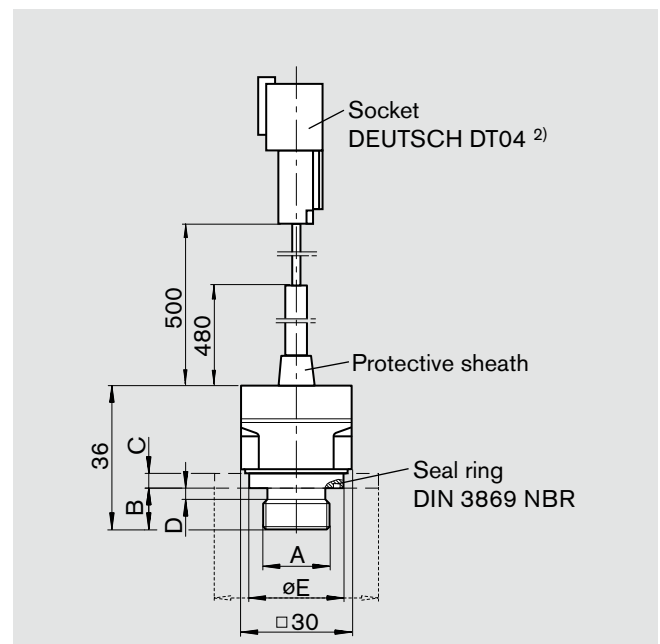 Socket
DEUTSCH DT04 2)
500
480
Protective sheath
36
C
B
D
Seal ring
DIN 3869 NBR
A
øE
□30